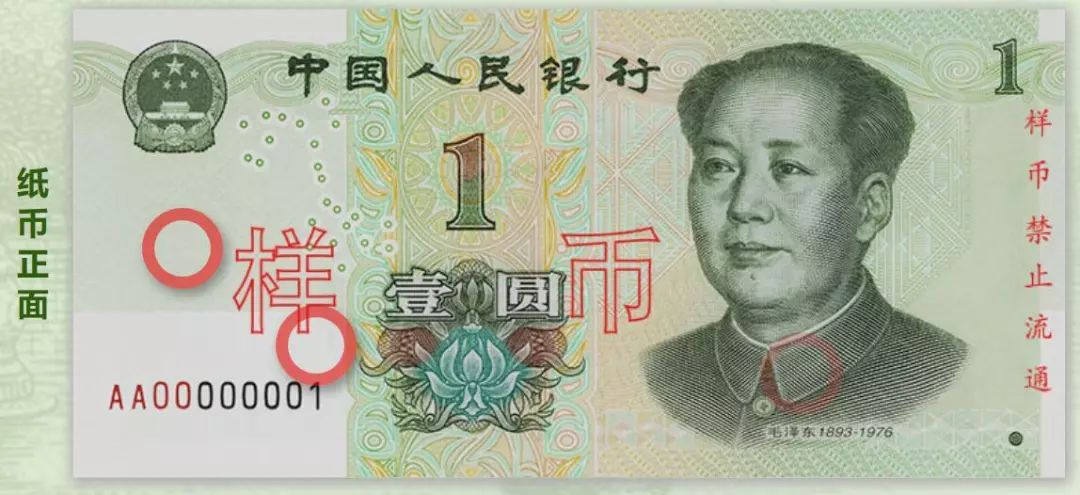 纸币正面
中国人民银行
1
1
样币
壹圆
AA00000001
毛泽东1893-1976
样币禁止流通